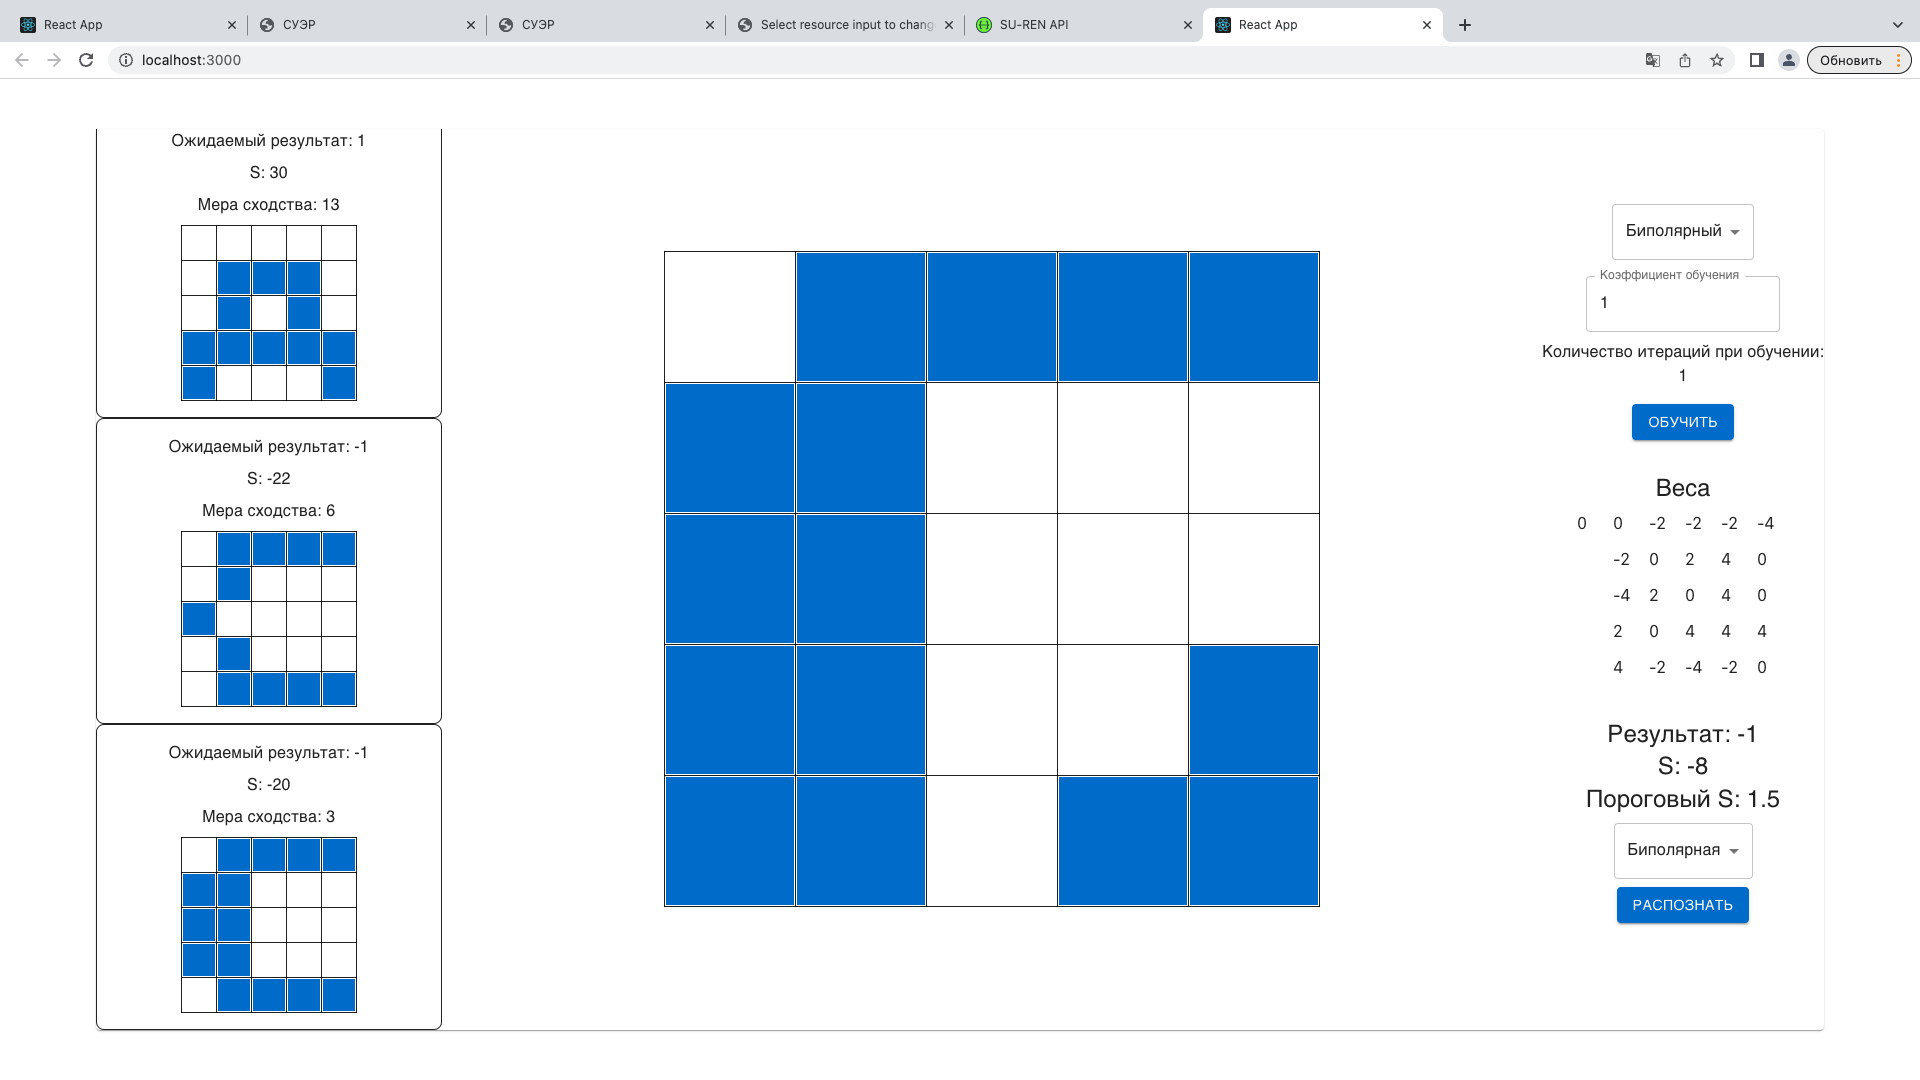 React App
СУЭР
СУЭР
Select resource input to chang
SU-REN API
React App
localhost:3000
Обновить
Ожидаемый результат: 1
S: 30
Мера сходства: 13
Ожидаемый результат: -1
S: -22
Мера сходства: 6
Ожидаемый результат: -1
S: -20
Мера сходства: 3
Биполярный
Коэффициент обучения
1
Количество итераций при обучении:
1
ОБУЧИТЬ
Веса
0 0 -2 -2 -2 -4
-2 0 2 4 0
-4 2 0 4 0
2 0 4 4 4
4 -2 -4 -2 0
Результат: -1
S: -8
Пороговый S: 1.5
Биполярная
РАСПОЗНАТЬ